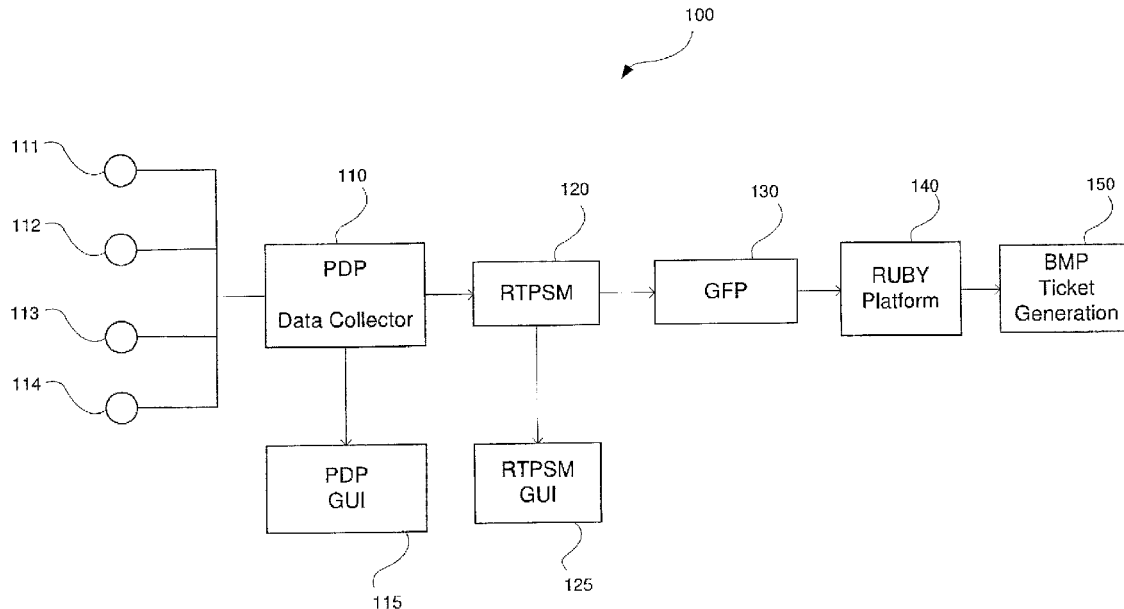 100
111
110
120
130
140
150
112
PDP
Data Collector
RTPSM
GFP
RUBY
Platform
BMP
Ticket
Generation
113
114
PDP
GUI
RTPSM
GUI
115
125